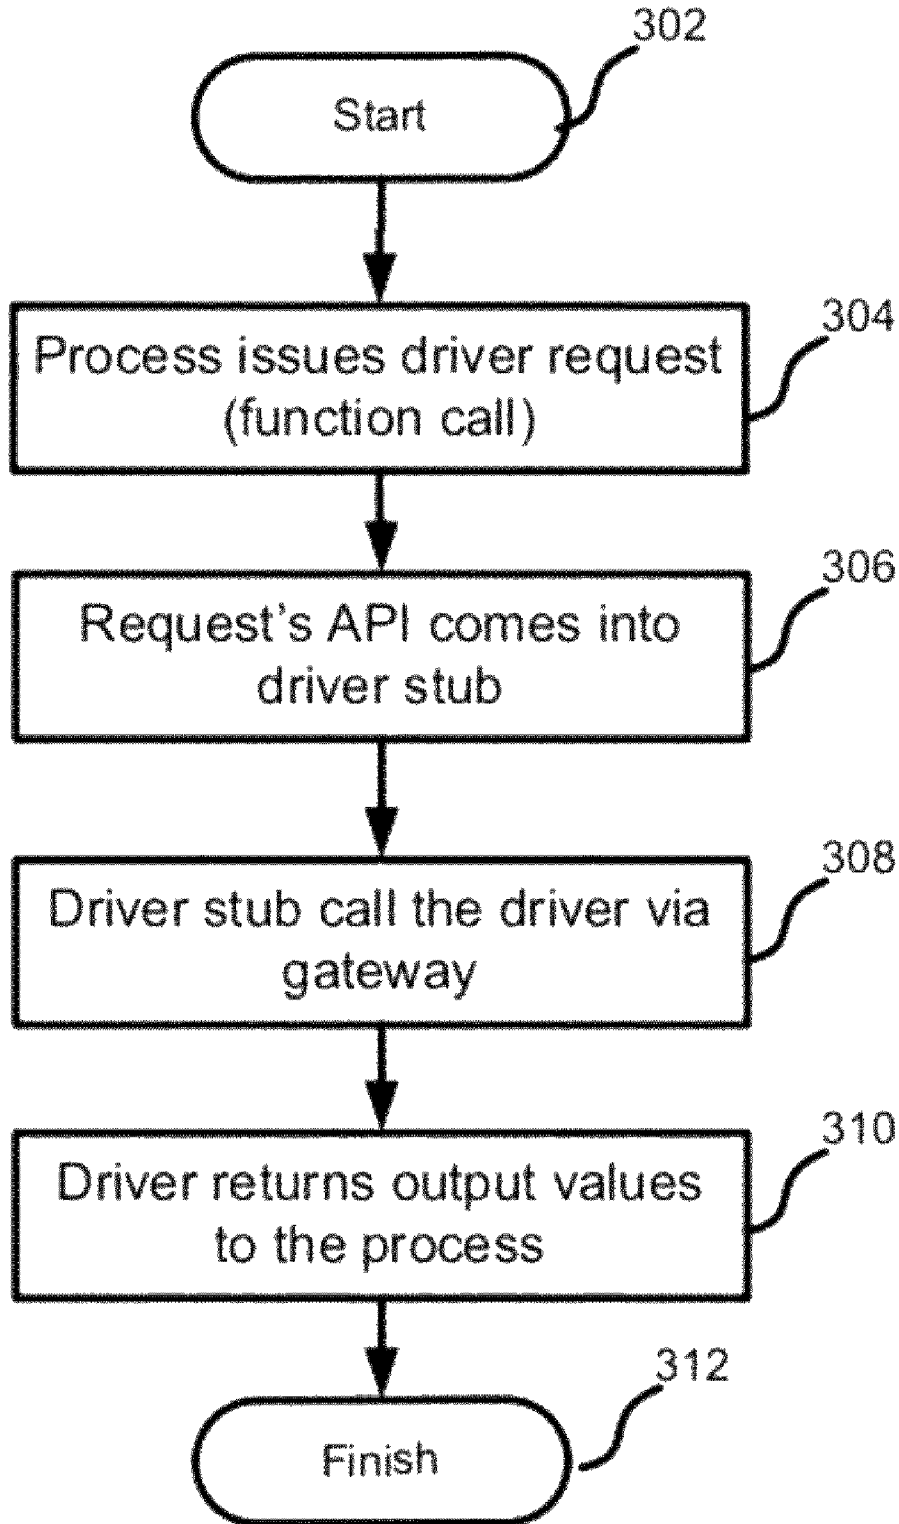 302
Start
304
Process issues driver request
(function call)
306
Request's API comes into
driver stub
308
Driver stub call the driver via
gateway
310
Driver returns output values
to the process
312
Finish